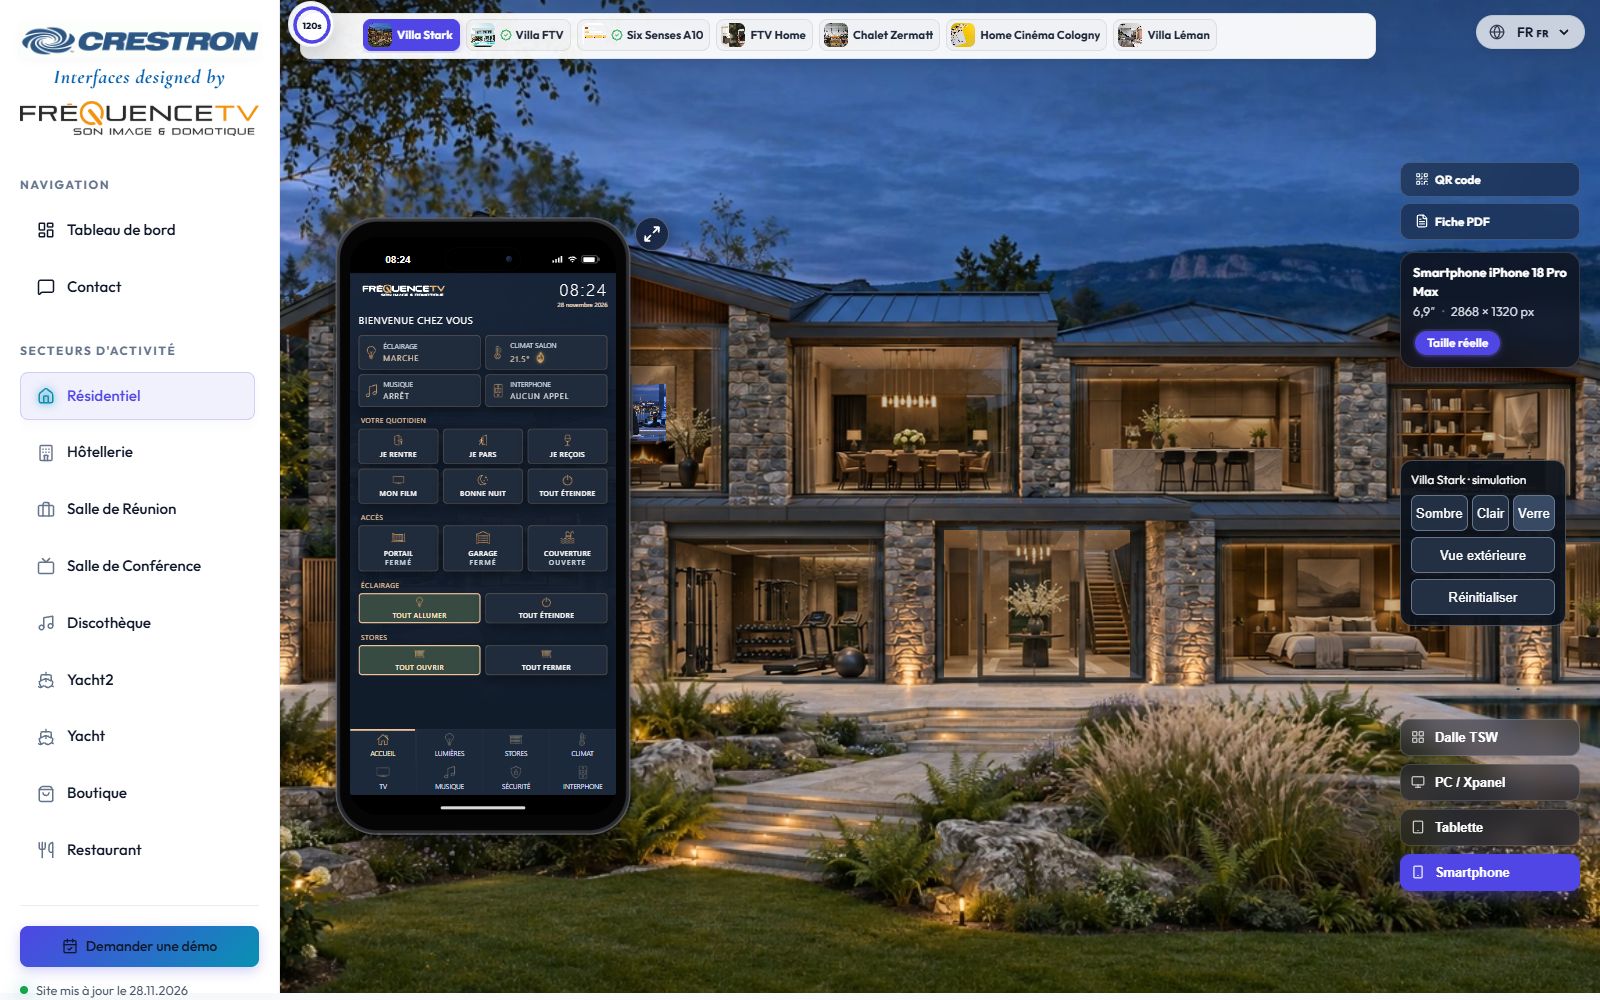 CRESTRON
Interfaces designed by
FRÉQUENCETV
SON IMAGE & DOMOTIQUE
NAVIGATION
Tableau de bord
Contact
SECTEURS D'ACTIVITÉ
Résidentiel
Hôtellerie
Salle de Réunion
Salle de Conférence
Discothèque
Yacht2
Yacht
Boutique
Restaurant
Demander une démo
Site mis à jour le 28.11.2026
120s
Villa Stark
Villa FTV
Six Senses A10
FTV Home
Chalet Zermatt
Home Cinéma Cologny
Villa Léman
FR FR
08:24
FRÉQUENCETV
SON IMAGE & DOMOTIQUE
08:24
28 novembre 2026
BIENVENUE CHEZ VOUS
ÉCLAIRAGE
MARCHE
CLIMAT SALON
21.5°
MUSIQUE
ARRÊT
INTERPHONE
AUCUN APPEL
VOTRE QUOTIDIEN
JE RENTRE
JE PARS
JE REÇOIS
MON FILM
BONNE NUIT
TOUT ÉTEINDRE
ACCÈS
PORTAIL
FERMÉ
GARAGE
FERMÉ
COUVERTURE
OUVERTE
ÉCLAIRAGE
TOUT ALLUMER
TOUT ÉTEINDRE
STORES
TOUT OUVRIR
TOUT FERMER
ACCUEIL
LUMIÈRES
STORES
CLIMAT
TV
MUSIQUE
SÉCURITÉ
INTERPHONE
QR code
Fiche PDF
Smartphone iPhone 18 Pro
Max
6,9" · 2868 × 1320 px
Taille réelle
Villa Stark · simulation
Sombre
Clair
Verre
Vue extérieure
Réinitialiser
Dalle TSW
PC / Xpanel
Tablette
Smartphone